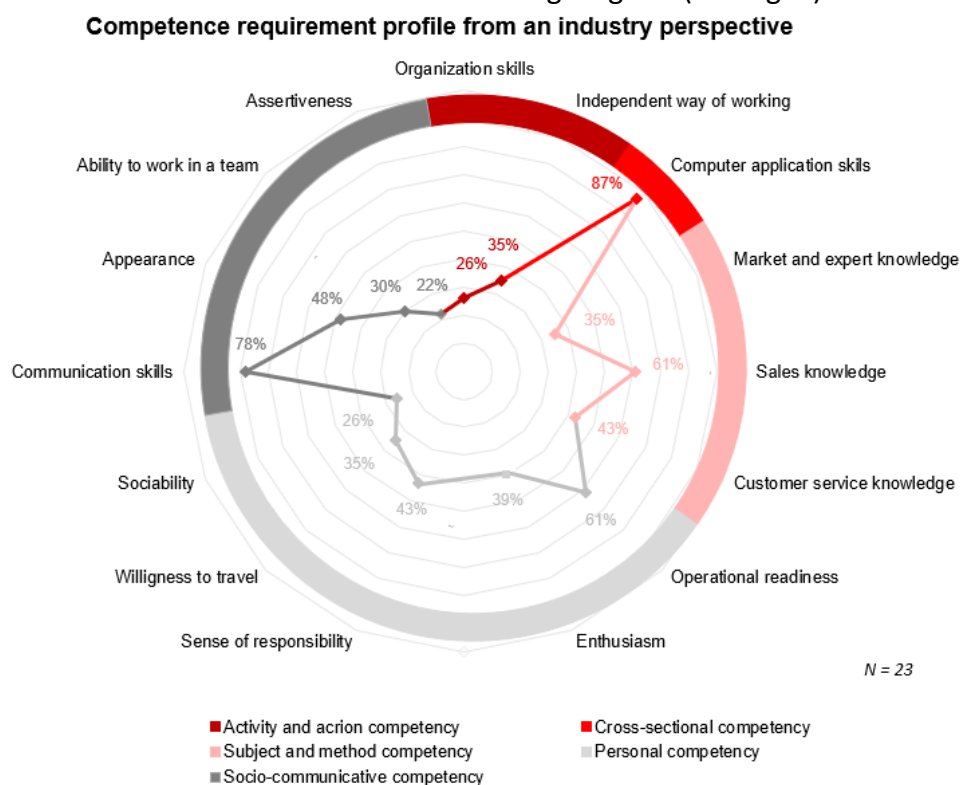 Competence requirement profile from an industry perspective
Organization skills
Assertiveness
Independent way of working
Ability to work in a team
Computer application skils
87%
Appearance
Market and expert knowledge
35%
26%
22%
30%
48%
35%
78%
61%
Communication skills
Sales knowledge
26%
43%
35%
Sociability
Customer service knowledge
43%
39%
61%
Willigness to travel
Operational readiness
Sense of responsibility
Enthusiasm
N = 23
Activity and acrion competency
Cross-sectional competency
Subject and method competency
Personal competency
Socio-communicative competency